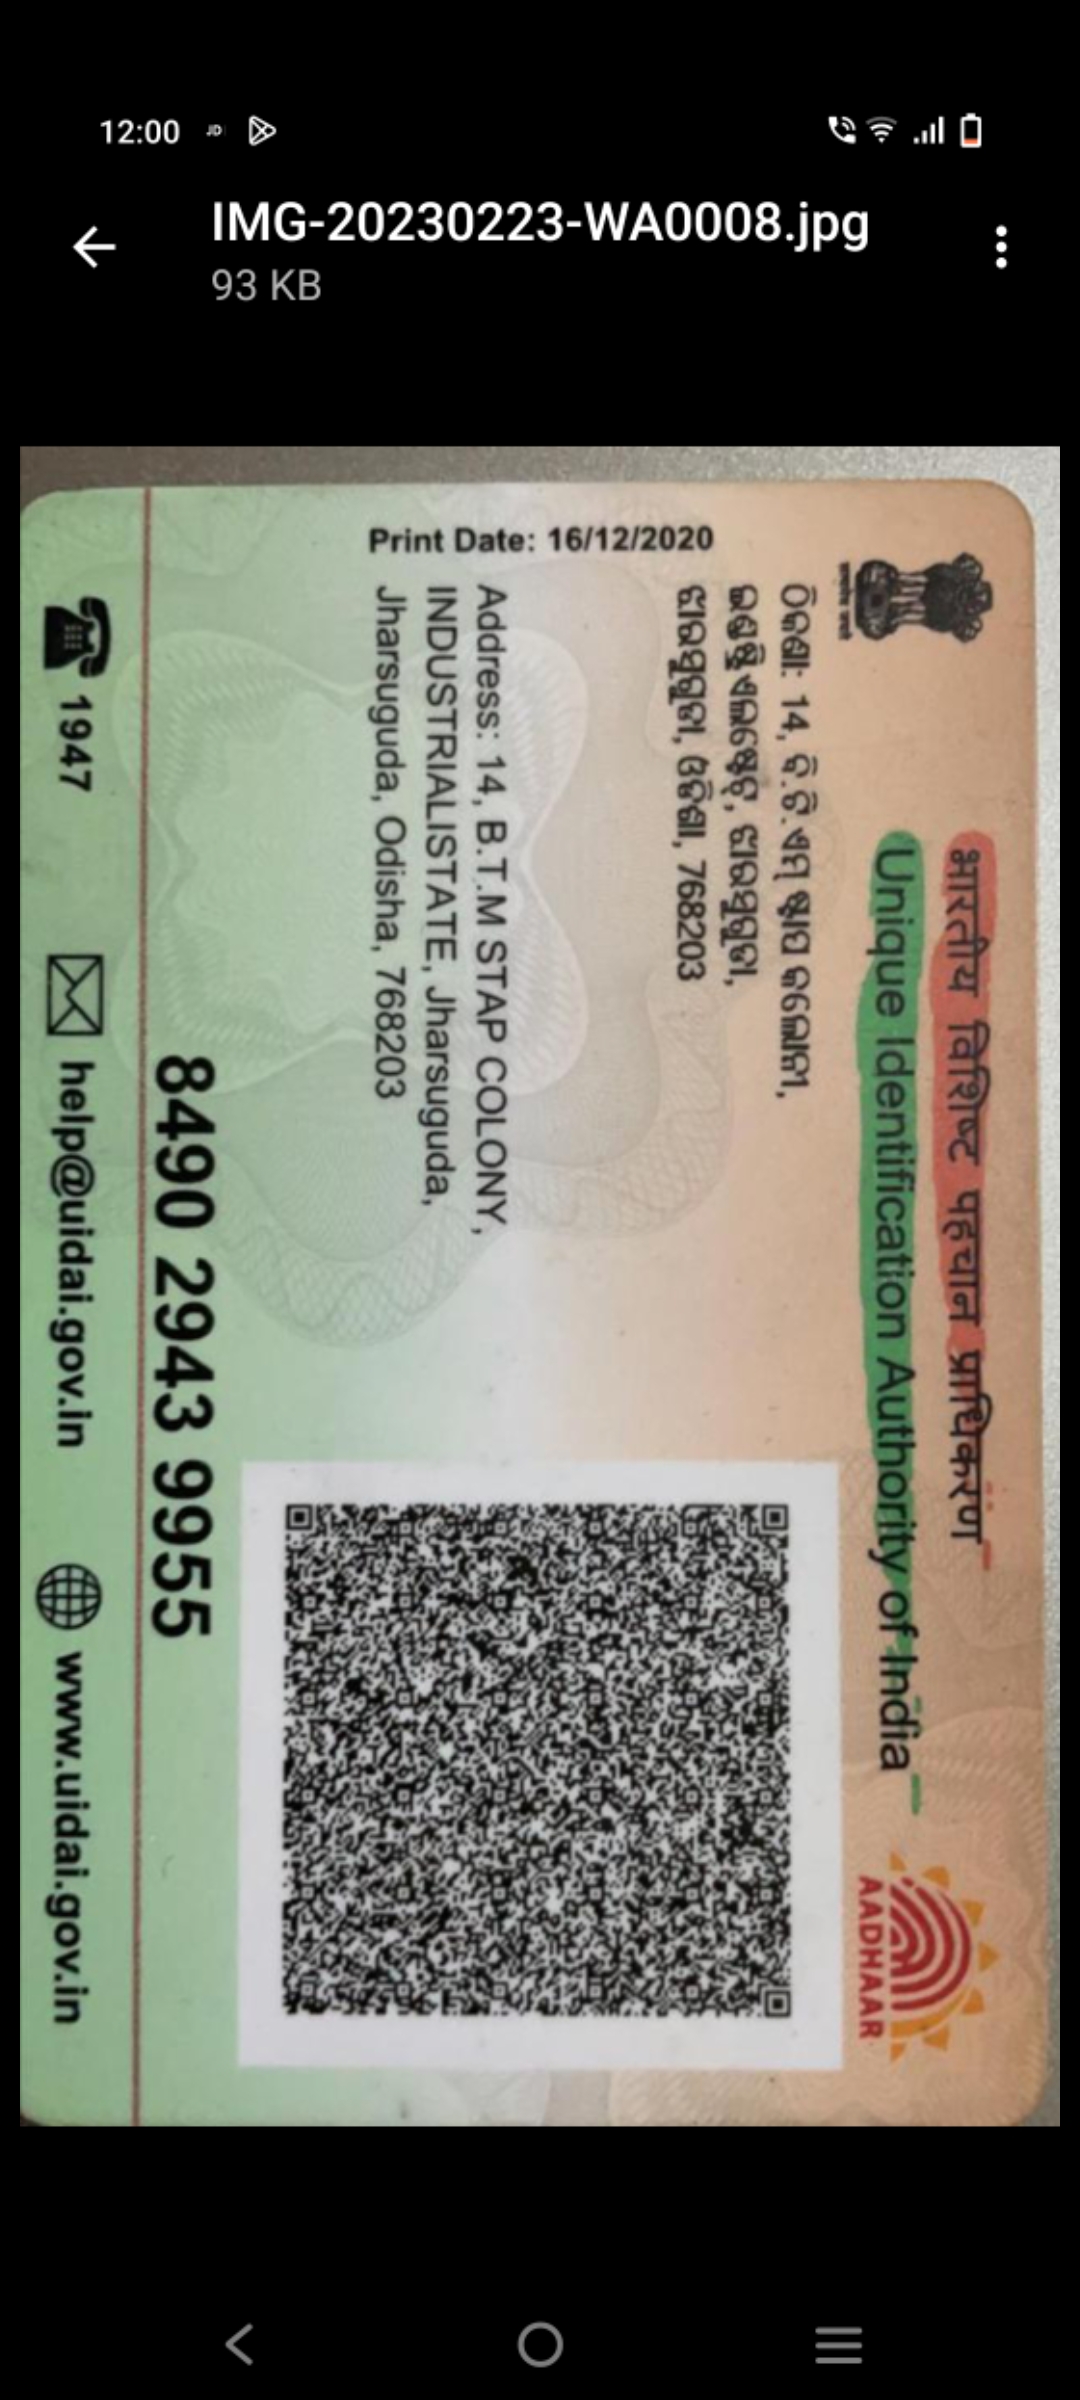 12:00
IMG-20230223-WA0008.jpg
93 KB
भारतीय विशिष्ट पहचान प्राधिकरण
Unique Identification Authority of India
AADHAAR
ଠିକଣା: 14, ବି.ଟି.ଏମ୍ ଷ୍ଟାପ କଲୋନୀ,
ଇଣ୍ଡଷ୍ଟ୍ରି ଏଷ୍ଟେଟ୍, ଝାରସୁଗୁଡ଼ା,
ଝାରସୁଗୁଡ଼ା, ଓଡିଶା, 768203
Print Date: 16/12/2020
Address: 14, B.T.M STAP COLONY,
INDUSTRIALISTATE, Jharsuguda,
Jharsuguda, Odisha, 768203
8490 2943 9955
1947
help@uidai.gov.in
www.uidai.gov.in